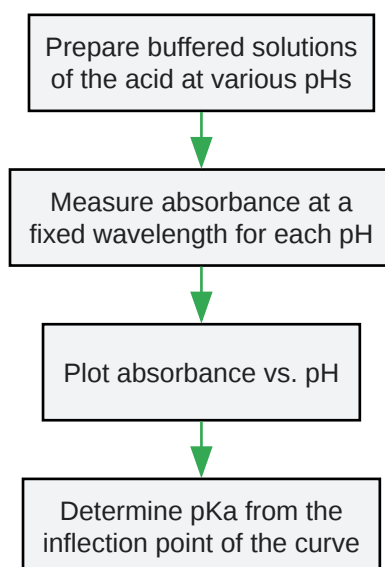 Prepare buffered solutions
of the acid at various pHs
Measure absorbance at a
fixed wavelength for each pH
Plot absorbance vs. pH
Determine pKa from the
inflection point of the curve